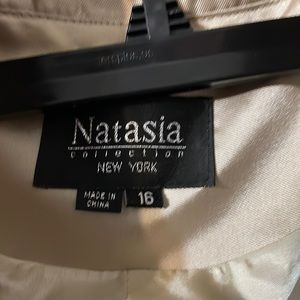 Natasia
collection
NEW YORK
MADE IN
CHINA
16